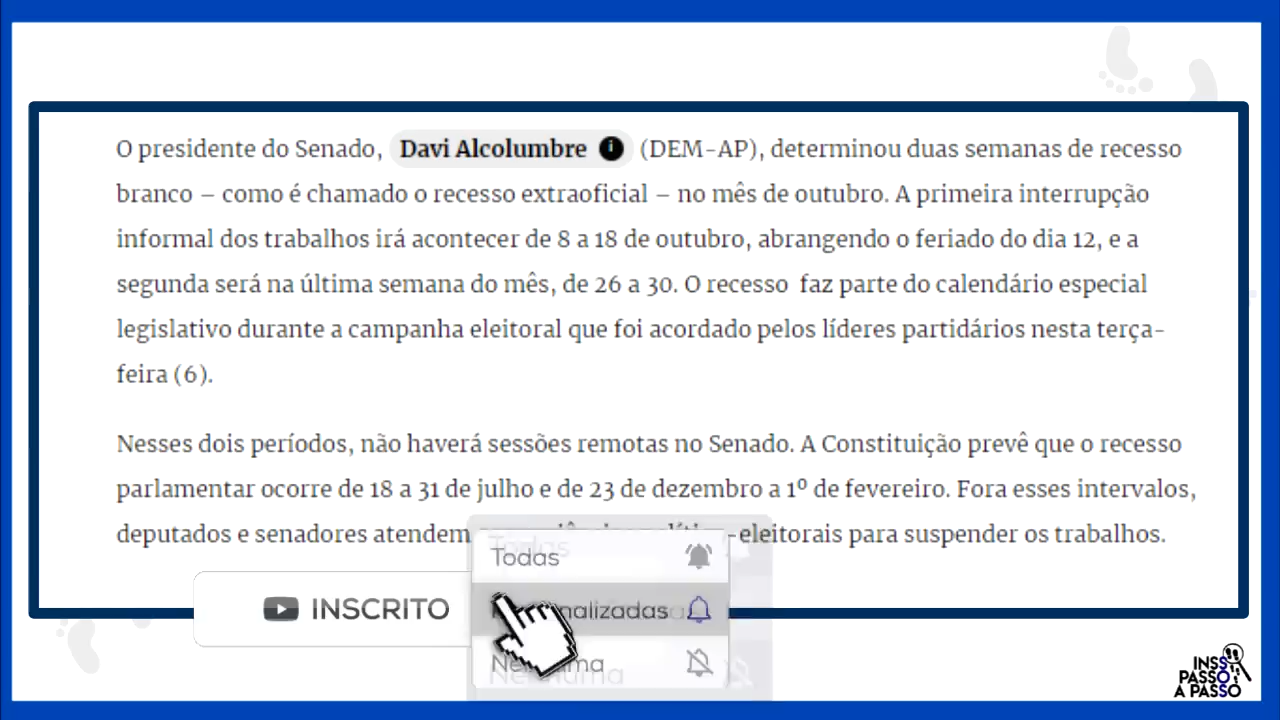 O presidente do Senado, Davi Alcolumbre i (DEM-AP), determinou duas semanas de recesso
branco – como é chamado o recesso extraoficial – no mês de outubro. A primeira interrupção
informal dos trabalhos irá acontecer de 8 a 18 de outubro, abrangendo o feriado do dia 12, e a
segunda será na última semana do mês, de 26 a 30. O recesso faz parte do calendário especial
legislativo durante a campanha eleitoral que foi acordado pelos líderes partidários nesta terça-
feira (6).
Nesses dois períodos, não haverá sessões remotas no Senado. A Constituição prevê que o recesso
parlamentar ocorre de 18 a 31 de julho e de 23 de dezembro a 1º de fevereiro. Fora esses intervalos,
deputados e senadores atendem -eleitorais para suspender os trabalhos.
Todas
INSCRITO
INSS
PASSO
A PASSO